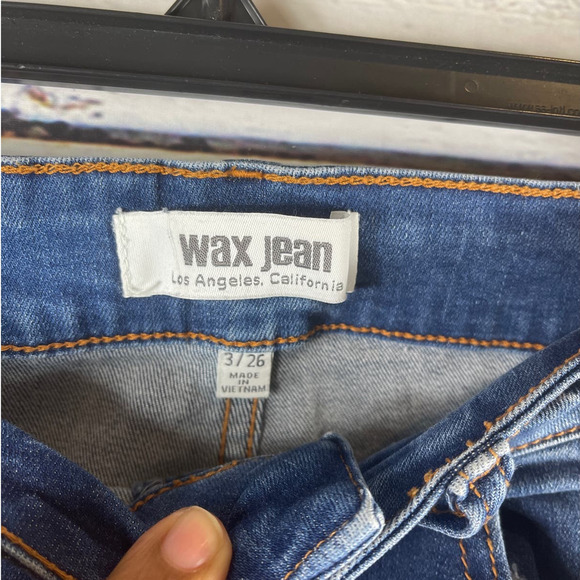 wax jean
Los Angeles, California
3/26
MADE
IN
VIETNAM